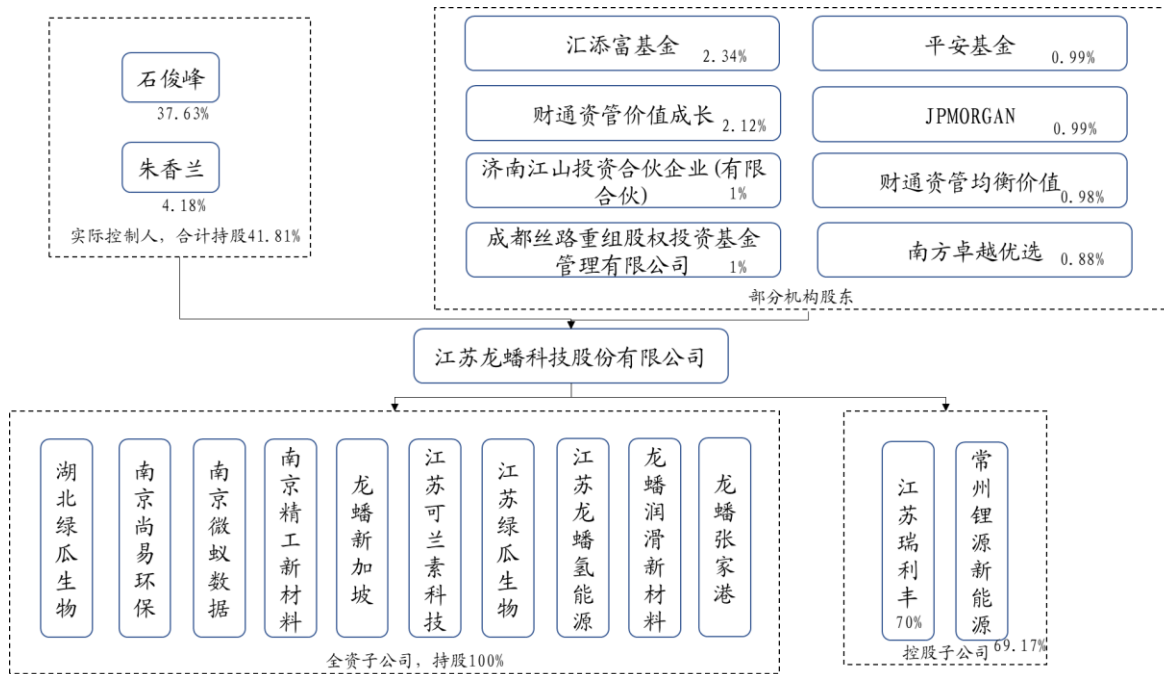 石俊峰
37.63%
朱香兰
4.18%
实际控制人，合计持股41.81%
汇添富基金
2.34%
平安基金
0.99%
财通资管价值成长
2.12%
JPMORGAN
0.99%
济南江山投资合伙企业(有限
合伙)
1%
财通资管均衡价值
0.98%
成都丝路重组股权投资基金
管理有限公司
1%
南方卓越优选
0.88%
部分机构股东
江苏龙蟠科技股份有限公司
湖北绿瓜生物
南京尚易环保
南京微蚁数据
南京精工新材料
龙蟠新加坡
江苏可兰素科技
江苏绿瓜生物
江苏龙蟠氢能源
龙蟠润滑新材料
龙蟠张家港
全资子公司，持股100%
江苏瑞利丰
70%
常州锂源新能源
69.17%
控股子公司